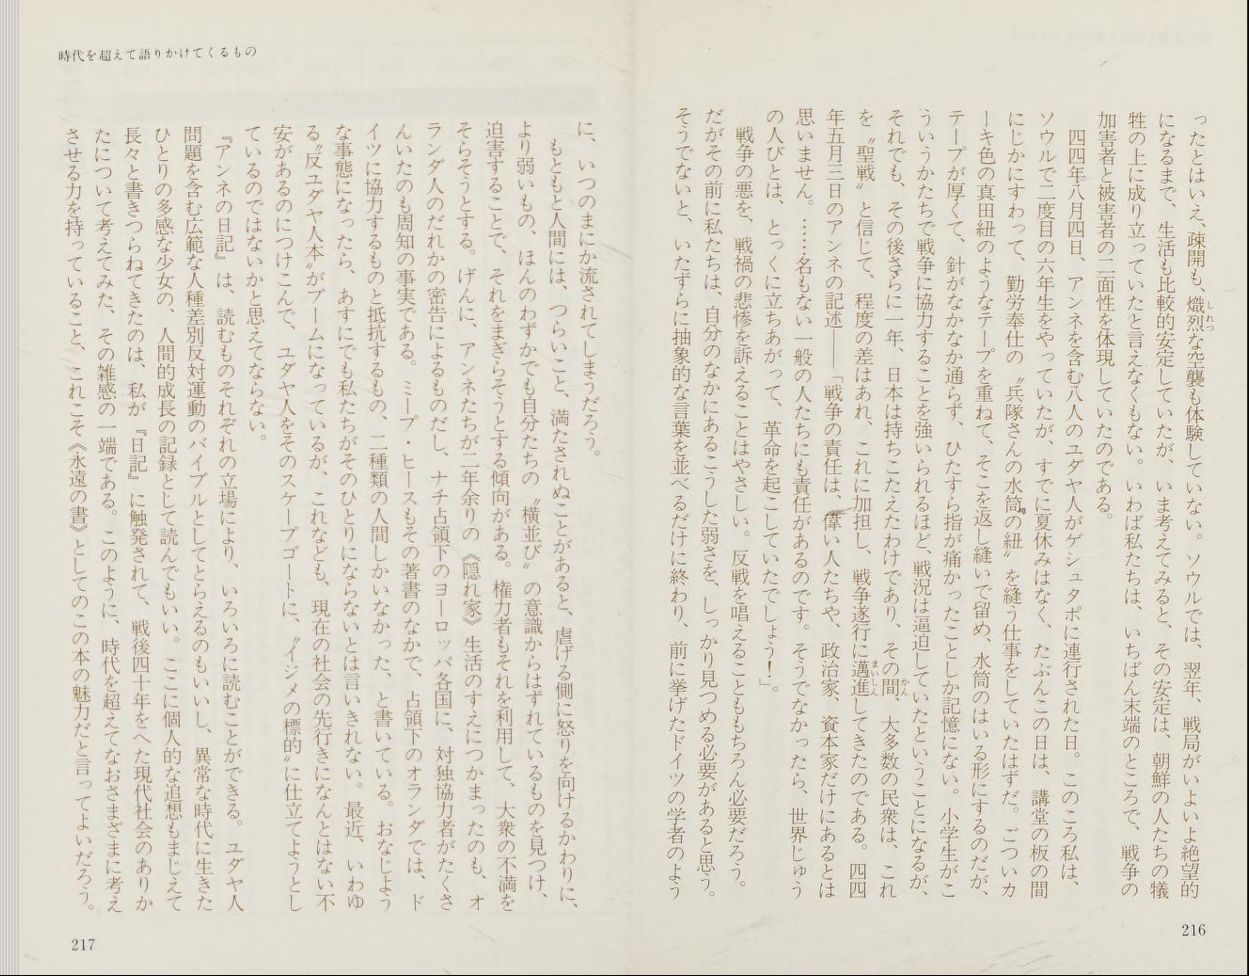 ったとはいえ、疎開も、熾烈な空襲も体験していない。ソウルでは、翌年、戦局がいよいよ絶望的
になるまで、生活も比較的安定していたが、いま考えてみると、その安定は、朝鮮の人たちの犠
牲の上に成り立っていたと言えなくもない。いわば私たちは、いちばん末端のところで、戦争の
加害者と被害者の二面性を体現していたのである。
四四年八月四日、アンネを含む八人のユダヤ人がゲシュタポに連行された日。このころ私は、
ソウルで二度目の六年生をやっていたが、すでに夏休みはなく、たぶんこの日は、講堂の板の間
にじかにすわって、勤労奉仕の〝兵隊さんの水筒の紐〟を縫う仕事をしていたはずだ。ごついカ
ーキ色の真田紐のようなテープを重ねて、そこを返し縫いで留め、水筒のはいる形にするのだが、
テープが厚くて、針がなかなか通らず、ひたすら指が痛かったことしか記憶にない。小学生がこ
ういうかたちで戦争に協力することを強いられるほど、戦況は逼迫していたということになるが、
それでも、その後さらに一年、日本は持ちこたえたわけであり、その間、大多数の民衆は、これ
を〝聖戦〟と信じて、程度の差はあれ、これに加担し、戦争遂行に邁進してきたのである。四四
年五月三日のアンネの記述――「戦争の責任は、偉い人たちや、政治家、資本家だけにあるとは
思いません。……名もない一般の人たちにも責任があるのです。そうでなかったら、世界じゅう
の人びとは、とっくに立ちあがって、革命を起こしていたでしょう！」。
戦争の悪を、戦禍の悲惨を訴えることはやさしい。反戦を唱えることももちろん必要だろう。
だがその前に私たちは、自分のなかにあるこうした弱さを、しっかり見つめる必要があると思う。
そうでないと、いたずらに抽象的な言葉を並べるだけに終わり、前に挙げたドイツの学者のよう
216
時代を超えて語りかけてくるもの
に、いつのまにか流されてしまうだろう。
もともと人間には、つらいこと、満たされぬことがあると、虐げる側に怒りを向けるかわりに、
より弱いもの、ほんのわずかでも自分たちの〝横並び〟の意識からはずれているものを見つけ、
迫害することで、それをまぎらそうとする傾向がある。権力者もそれを利用して、大衆の不満を
そらそうとする。げんに、アンネたちが二年余りの《隠れ家》生活のすえにつかまったのも、オ
ランダ人のだれかの密告によるものだし、ナチ占領下のヨーロッパ各国に、対独協力者がたくさ
んいたのも周知の事実である。ミープ・ヒースもその著書のなかで、占領下のオランダでは、ド
イツに協力するものと抵抗するもの、二種類の人間しかいなかった、と書いている。おなじよう
な事態になったら、あすにでも私たちがそのひとりにならないとは言いきれない。最近、いわゆ
る〝反ユダヤ人本〟がブームになっているが、これなども、現在の社会の先行きになんとはない不
安があるのにつけこんで、ユダヤ人をそのスケープゴートに、〝イジメの標的〟に仕立てようとし
ているのではないかと思えてならない。
『アンネの日記』は、読むものそれぞれの立場により、いろいろに読むことができる。ユダヤ人
問題を含む広範な人種差別反対運動のバイブルとしてとらえるのもいいし、異常な時代に生きた
ひとりの多感な少女の、人間的成長の記録として読んでもいい。ここに個人的な追想もまじえて
長々と書きつらねてきたのは、私が『日記』に触発されて、戦後四十年をへた現代社会のありか
たについて考えてみた、その雑感の一端である。このように、時代を超えてなおさまざまに考え
させる力を持っていること、これこそ《永遠の書》としてのこの本の魅力だと言ってよいだろう。
217